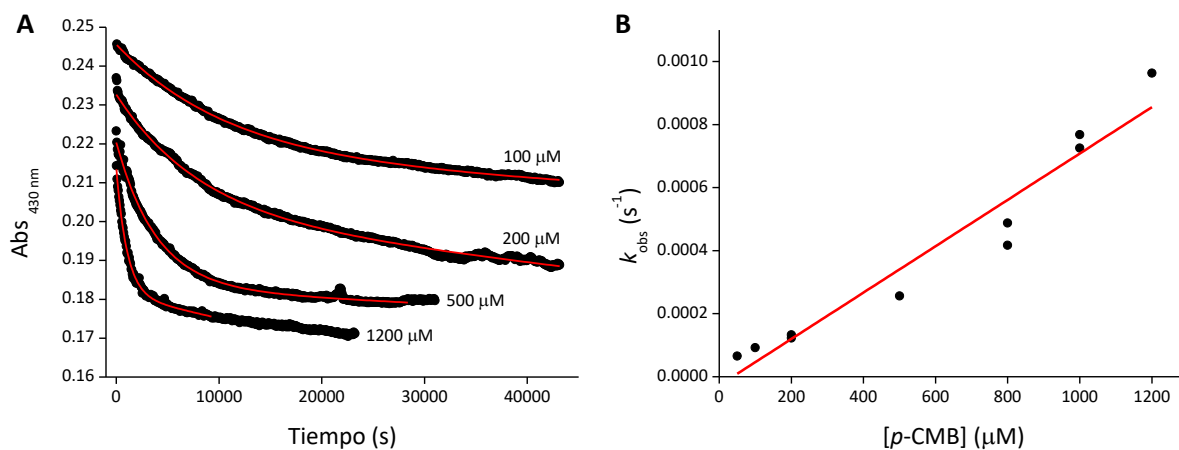 A
0.25
0.24
0.23
0.22
0.21
0.20
0.19
0.18
0.17
0.16
Abs 430 nm
100 µM
200 µM
500 µM
1200 µM
0
10000
20000
30000
40000
Tiempo (s)
B
0.0010
0.0008
0.0006
0.0004
0.0002
0.0000
kobs (s-1)
0
200
400
600
800
1000
1200
[p-CMB] (µM)